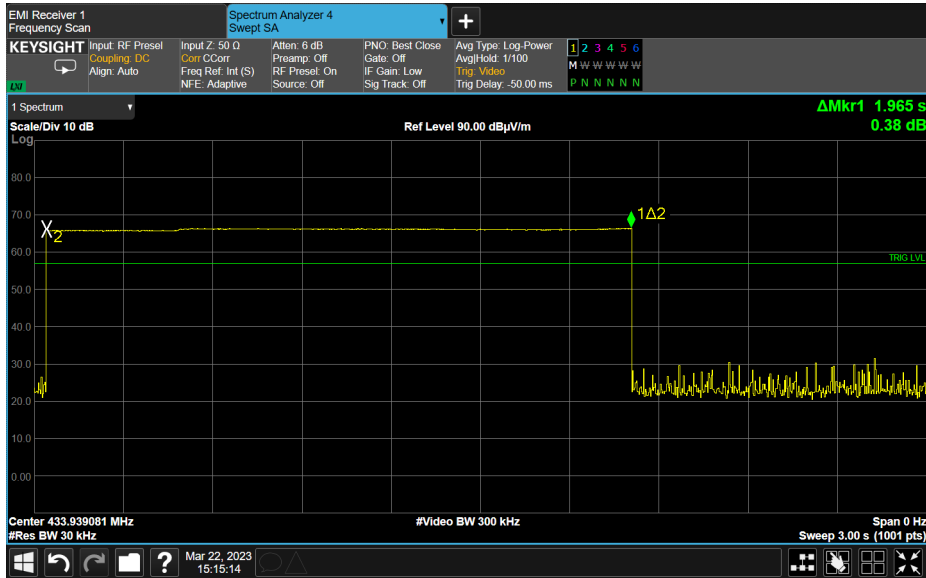 EMI Receiver 1
Frequency Scan
Spectrum Analyzer 4
Swept SA
KEYSIGHT
LXI
Input: RF Presel
Coupling: DC
Align: Auto
Input Z: 50 Ω
Corr CCorr
Freq Ref: Int (S)
NFE: Adaptive
Atten: 6 dB
Preamp: Off
RF Presel: On
Source: Off
PNO: Best Close
Gate: Off
IF Gain: Low
Sig Track: Off
Avg Type: Log-Power
Avg|Hold: 1/100
Trig: Video
Trig Delay: -50.00 ms
1 2 3 4 5 6
M W W W W W
P N N N N N
1 Spectrum
ΔMkr1 1.965 s
0.38 dB
Scale/Div 10 dB
Ref Level 90.00 dBµV/m
Log
80.0
70.0
60.0
50.0
40.0
30.0
20.0
10.0
0.00
2
1Δ2
TRIG LVL
Center 433.939081 MHz
#Video BW 300 kHz
Span 0 Hz
#Res BW 30 kHz
Sweep 3.00 s (1001 pts)
?
Mar 22, 2023
15:15:14